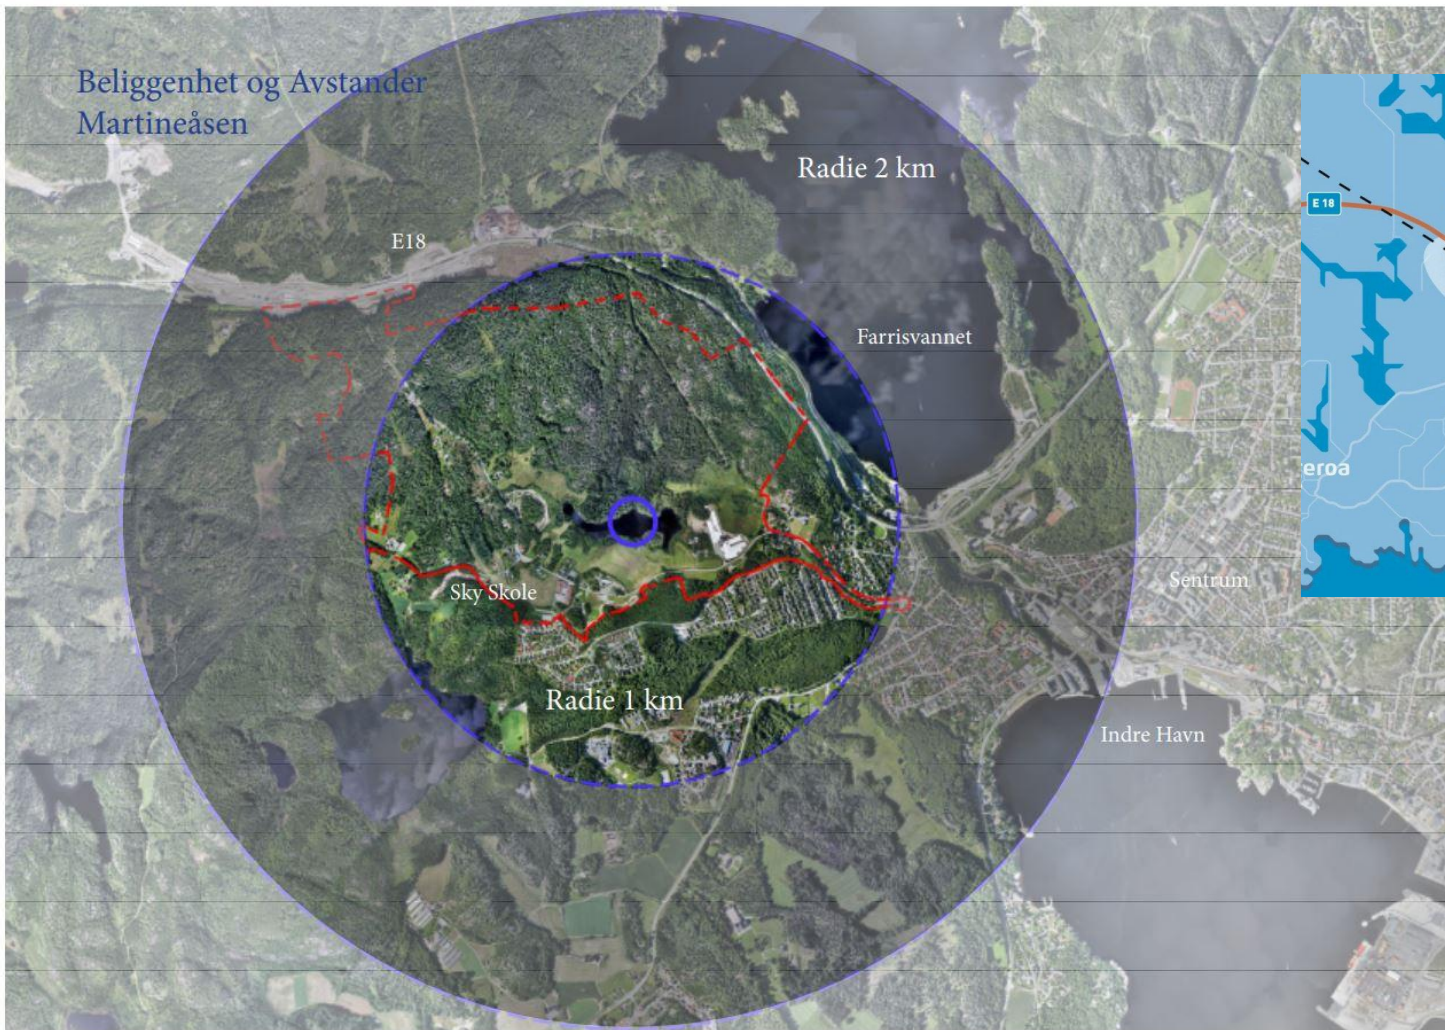 Beliggenhet og Avstander
Martineåsen
Radie 2 km
E 18
E18
Farrisvannet
eroa
Sentrum
Sky Skole
Radie 1 km
Indre Havn